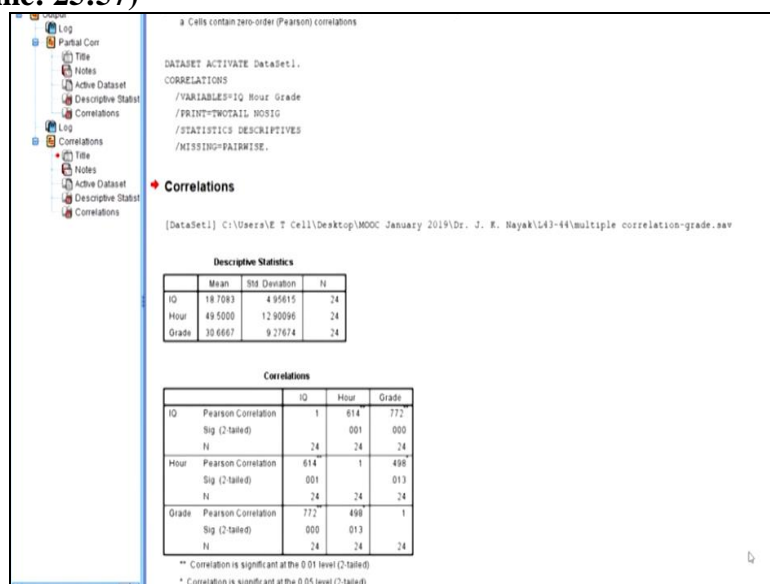 Output
Log
Partial Corr
Title
Notes
Active Dataset
Descriptive Statist
Correlations
Log
Correlations
Title
Notes
Active Dataset
Descriptive Statist
Correlations
a Cells contain zero-order (Pearson) correlations
DATASET ACTIVATE DataSet1.
CORRELATIONS
/VARIABLES=IQ Hour Grade
/PRINT=TWOTAIL NOSIG
/STATISTICS DESCRIPTIVES
/MISSING=PAIRWISE.
Correlations
[DataSet1] C:\Users\E T Cell\Desktop\MOOC January 2019\Dr. J. K. Nayak\L43-44\multiple correlation-grade.sav
Descriptive Statistics
Mean Std Deviation N
IQ 18.7083 4.95615 24
Hour 49.5000 12.90096 24
Grade 30.6667 9.27674 24
Correlations
IQ Hour Grade
IQ Pearson Correlation 1 614** 772**
Sig (2-tailed) 001 000
N 24 24 24
Hour Pearson Correlation 614** 1 498*
Sig (2-tailed) 001 013
N 24 24 24
Grade Pearson Correlation 772** 498* 1
Sig (2-tailed) 000 013
N 24 24 24
** Correlation is significant at the 0.01 level (2-tailed)
* Correlation is significant at the 0.05 level (2-tailed)